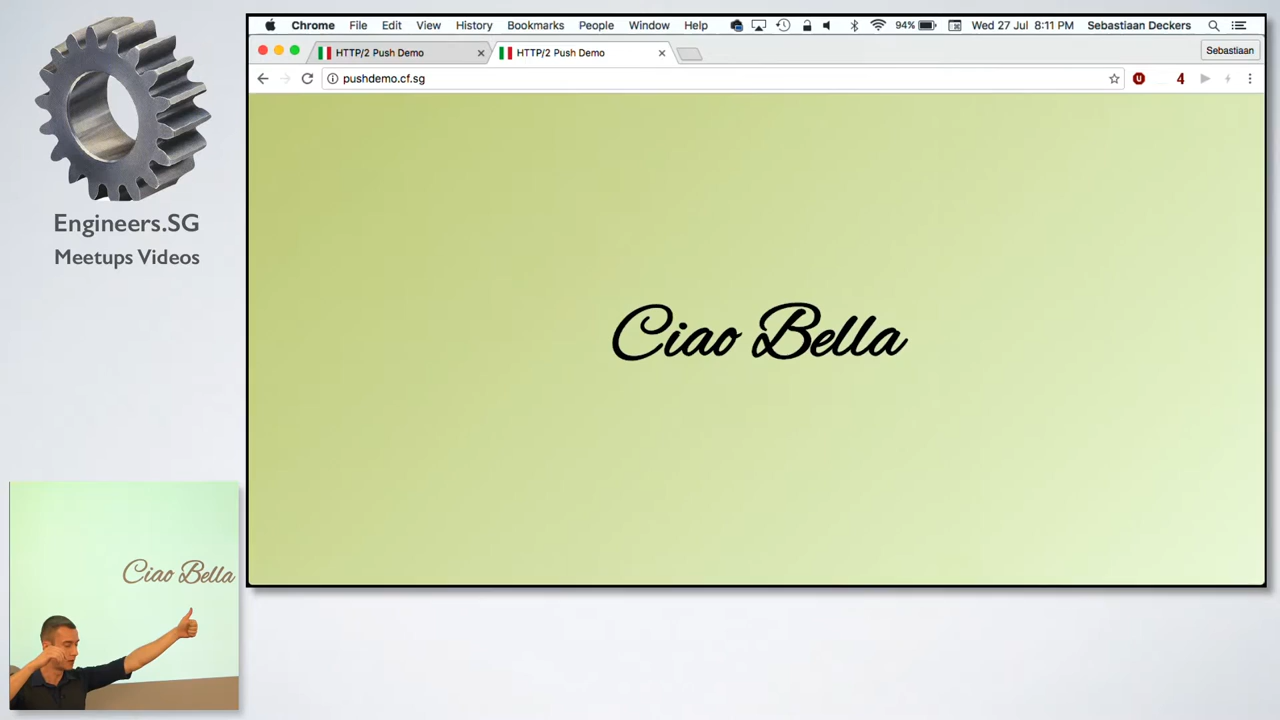 Chrome File Edit View History Bookmarks People Window Help 94% Wed 27 Jul 8:11 PM Sebastiaan Deckers
HTTP/2 Push Demo HTTP/2 Push Demo Sebastiaan
pushdemo.cf.sg 4
Engineers.SG
Meetups Videos
Ciao Bella
Ciao Bella